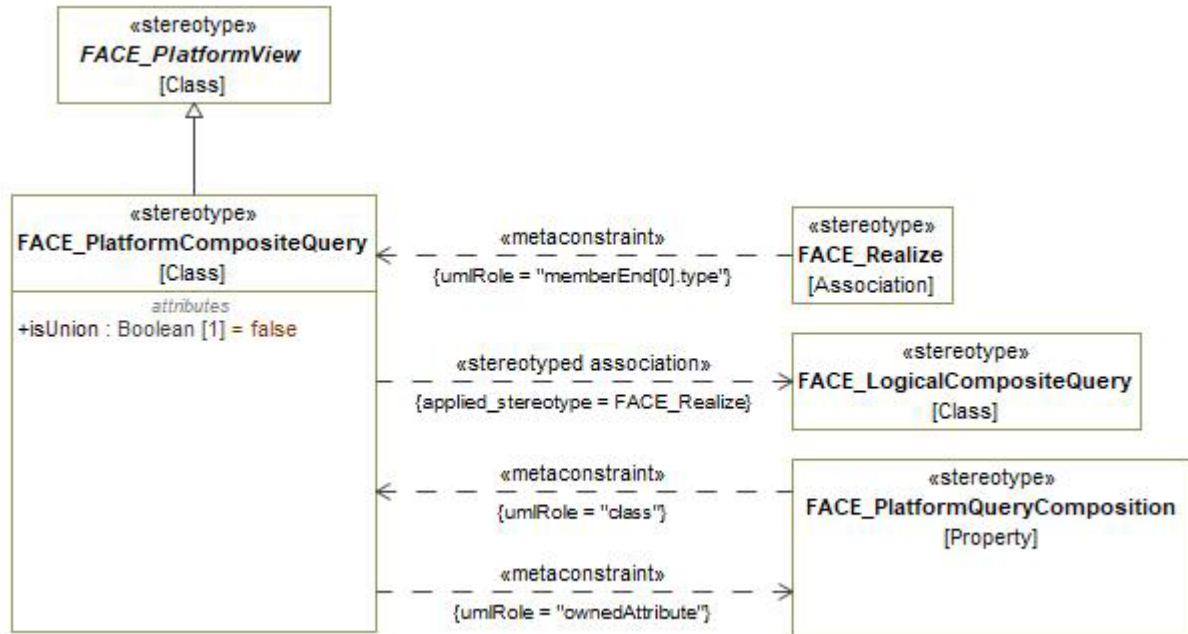 «stereotype»
FACE_PlatformView
[Class]
«stereotype»
FACE_PlatformCompositeQuery
[Class]
attributes
+isUnion : Boolean [1] = false
«metaconstraint»
{umlRole = "memberEnd[0].type"}
«stereotype»
FACE_Realize
[Association]
«stereotyped association»
{applied_stereotype = FACE_Realize}
«stereotype»
FACE_LogicalCompositeQuery
[Class]
«metaconstraint»
{umlRole = "class"}
«stereotype»
FACE_PlatformQueryComposition
[Property]
«metaconstraint»
{umlRole = "ownedAttribute"}